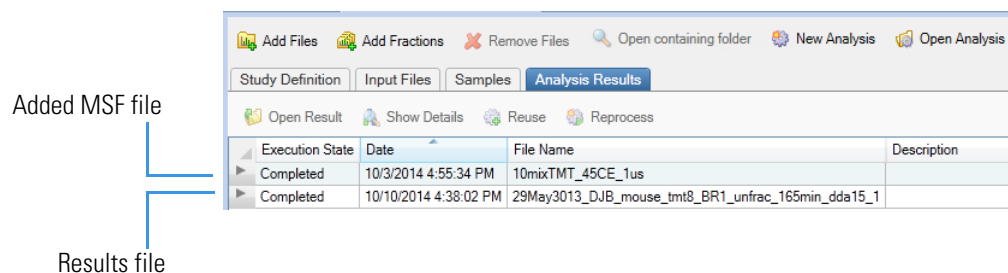 Add Files Add Fractions Remove Files Open containing folder New Analysis Open Analysis
Study Definition Input Files Samples Analysis Results
Added MSF file
Open Result Show Details Reuse Reprocess
Execution State Date File Name Description
Completed 10/3/2014 4:55:34 PM 10mixTMT_45CE_1us
Completed 10/10/2014 4:38:02 PM 29May3013_DJB_mouse_tmt8_BR1_unfrac_165min_dda15_1
Results file